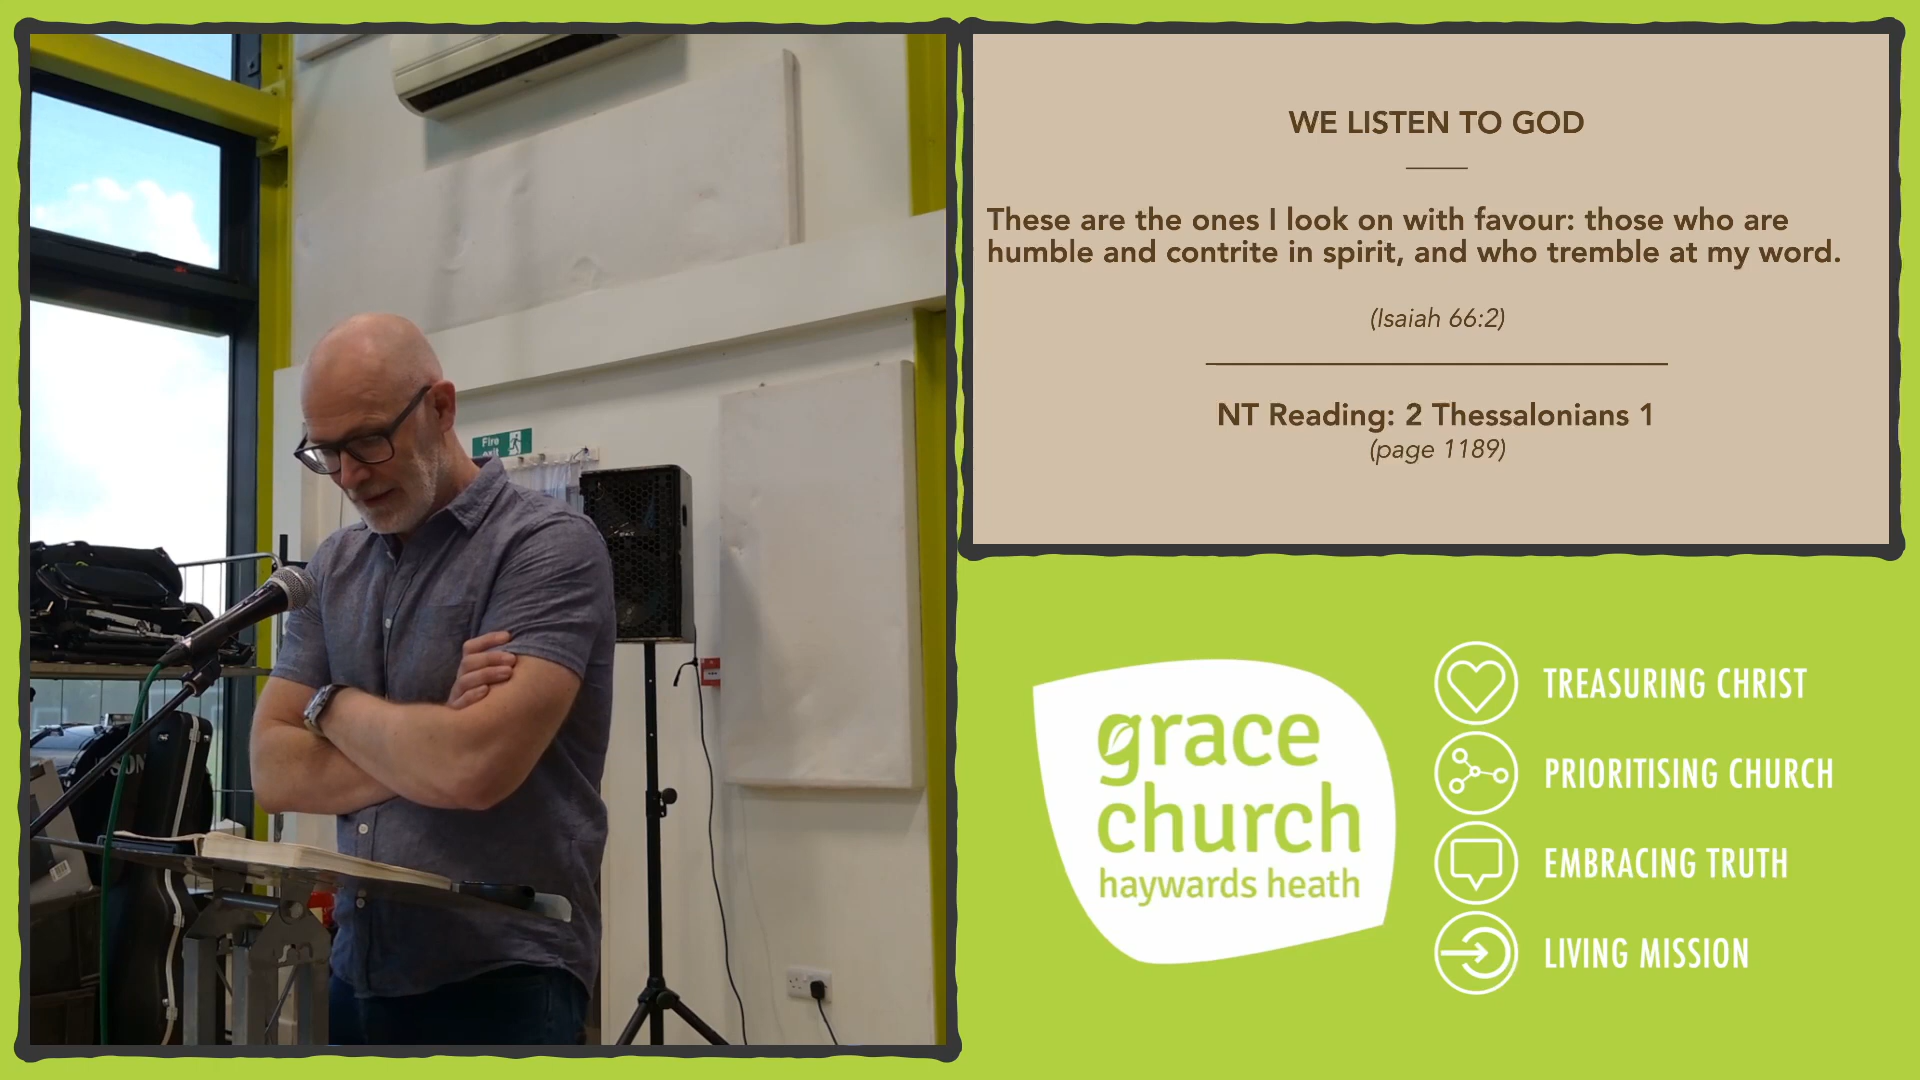 WE LISTEN TO GOD
These are the ones I look on with favour: those who are
humble and contrite in spirit, and who tremble at my word.
(Isaiah 66:2)
NT Reading: 2 Thessalonians 1
(page 1189)
Fire
exit
grace
church
haywards heath
TREASURING CHRIST
PRIORITISING CHURCH
EMBRACING TRUTH
LIVING MISSION